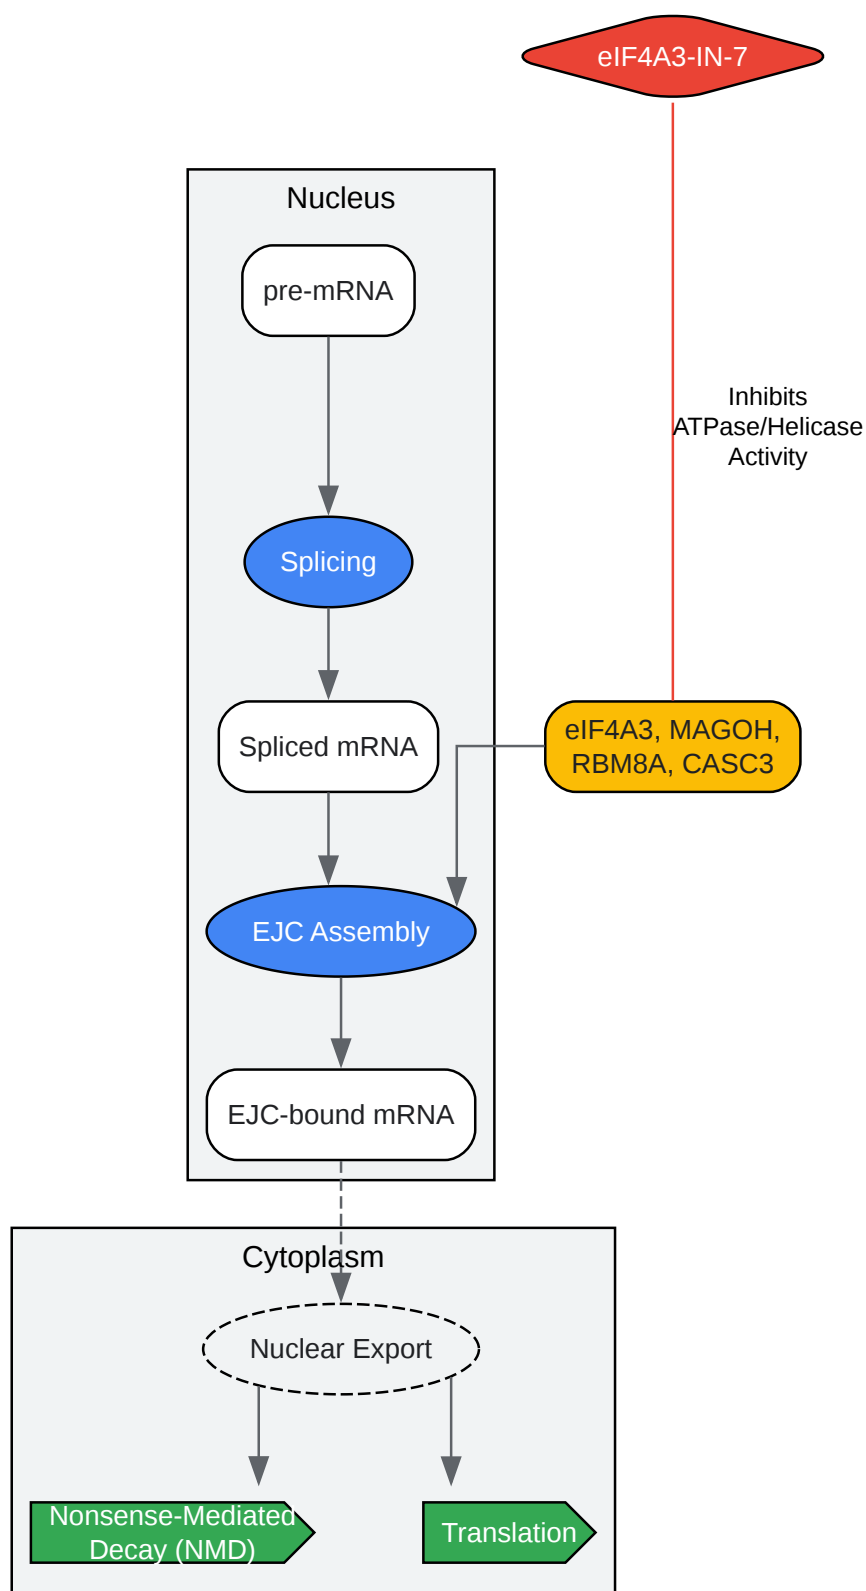 eIF4A3-IN-7
Nucleus
pre-mRNA
Inhibits
ATPase/Helicase
Activity
Splicing
Spliced mRNA
eIF4A3, MAGOH,
RBM8A, CASC3
EJC Assembly
EJC-bound mRNA
Cytoplasm
Nuclear Export
Nonsense-Mediated
Decay (NMD)
Translation